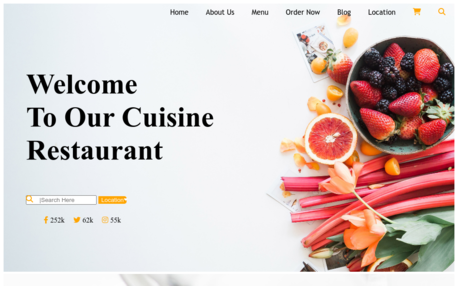 Home About Us Menu Order Now Blog Location
Welcome
To Our Cuisine
Restaurant
|Search Here Location
252k 62k 55k